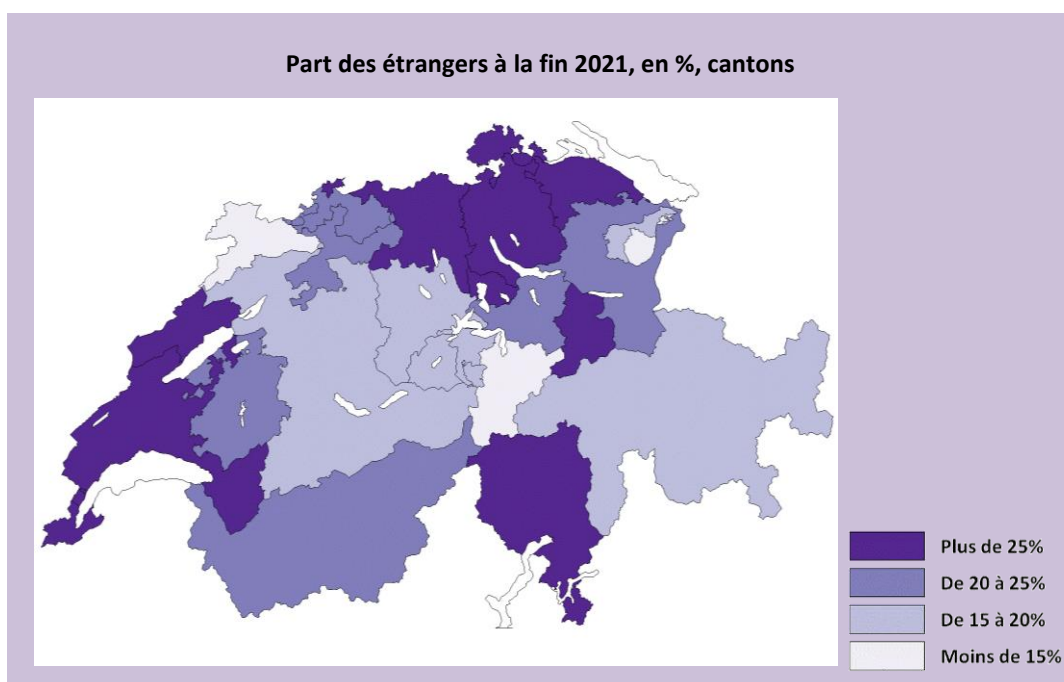 Part des étrangers à la fin 2021, en %, cantons
Plus de 25%
De 20 à 25%
De 15 à 20%
Moins de 15%